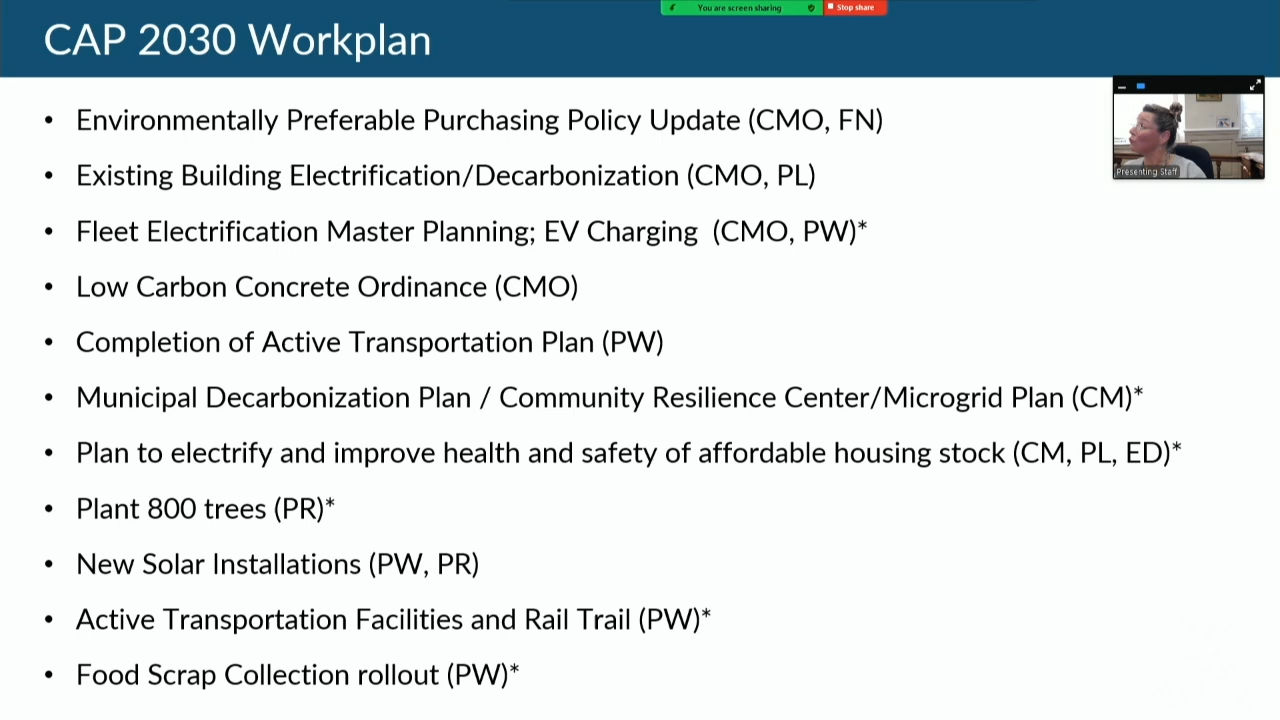 You are screen sharing
Stop share
CAP 2030 Workplan
Presenting Staff
• Environmentally Preferable Purchasing Policy Update (CMO, FN)
• Existing Building Electrification/Decarbonization (CMO, PL)
• Fleet Electrification Master Planning; EV Charging (CMO, PW)*
• Low Carbon Concrete Ordinance (CMO)
• Completion of Active Transportation Plan (PW)
• Municipal Decarbonization Plan / Community Resilience Center/Microgrid Plan (CM)*
• Plan to electrify and improve health and safety of affordable housing stock (CM, PL, ED)*
• Plant 800 trees (PR)*
• New Solar Installations (PW, PR)
• Active Transportation Facilities and Rail Trail (PW)*
• Food Scrap Collection rollout (PW)*